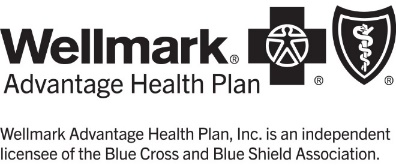 Wellmark®
Advantage Health Plan ® ®
Wellmark Advantage Health Plan, Inc. is an independent
licensee of the Blue Cross and Blue Shield Association.